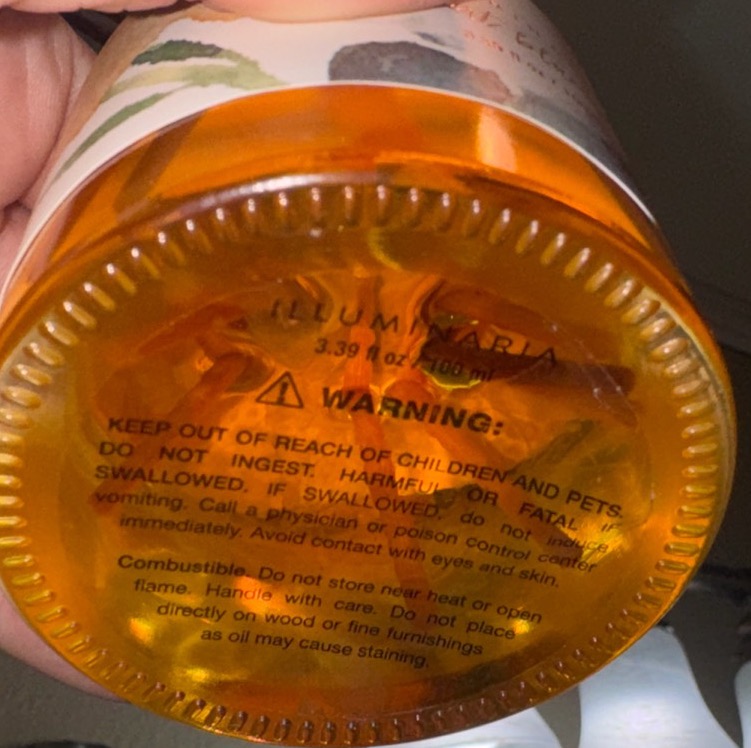 ILLUMINARIA
3.39 fl oz / 100 ml
WARNING:
KEEP OUT OF REACH OF CHILDREN AND PETS.
DO NOT INGEST. HARMFUL OR FATAL IF
SWALLOWED. IF SWALLOWED, do not induce
vomiting. Call a physician or poison control center
immediately. Avoid contact with eyes and skin.
Combustible. Do not store near heat or open
flame. Handle with care. Do not place
directly on wood or fine furnishings
as oil may cause staining.